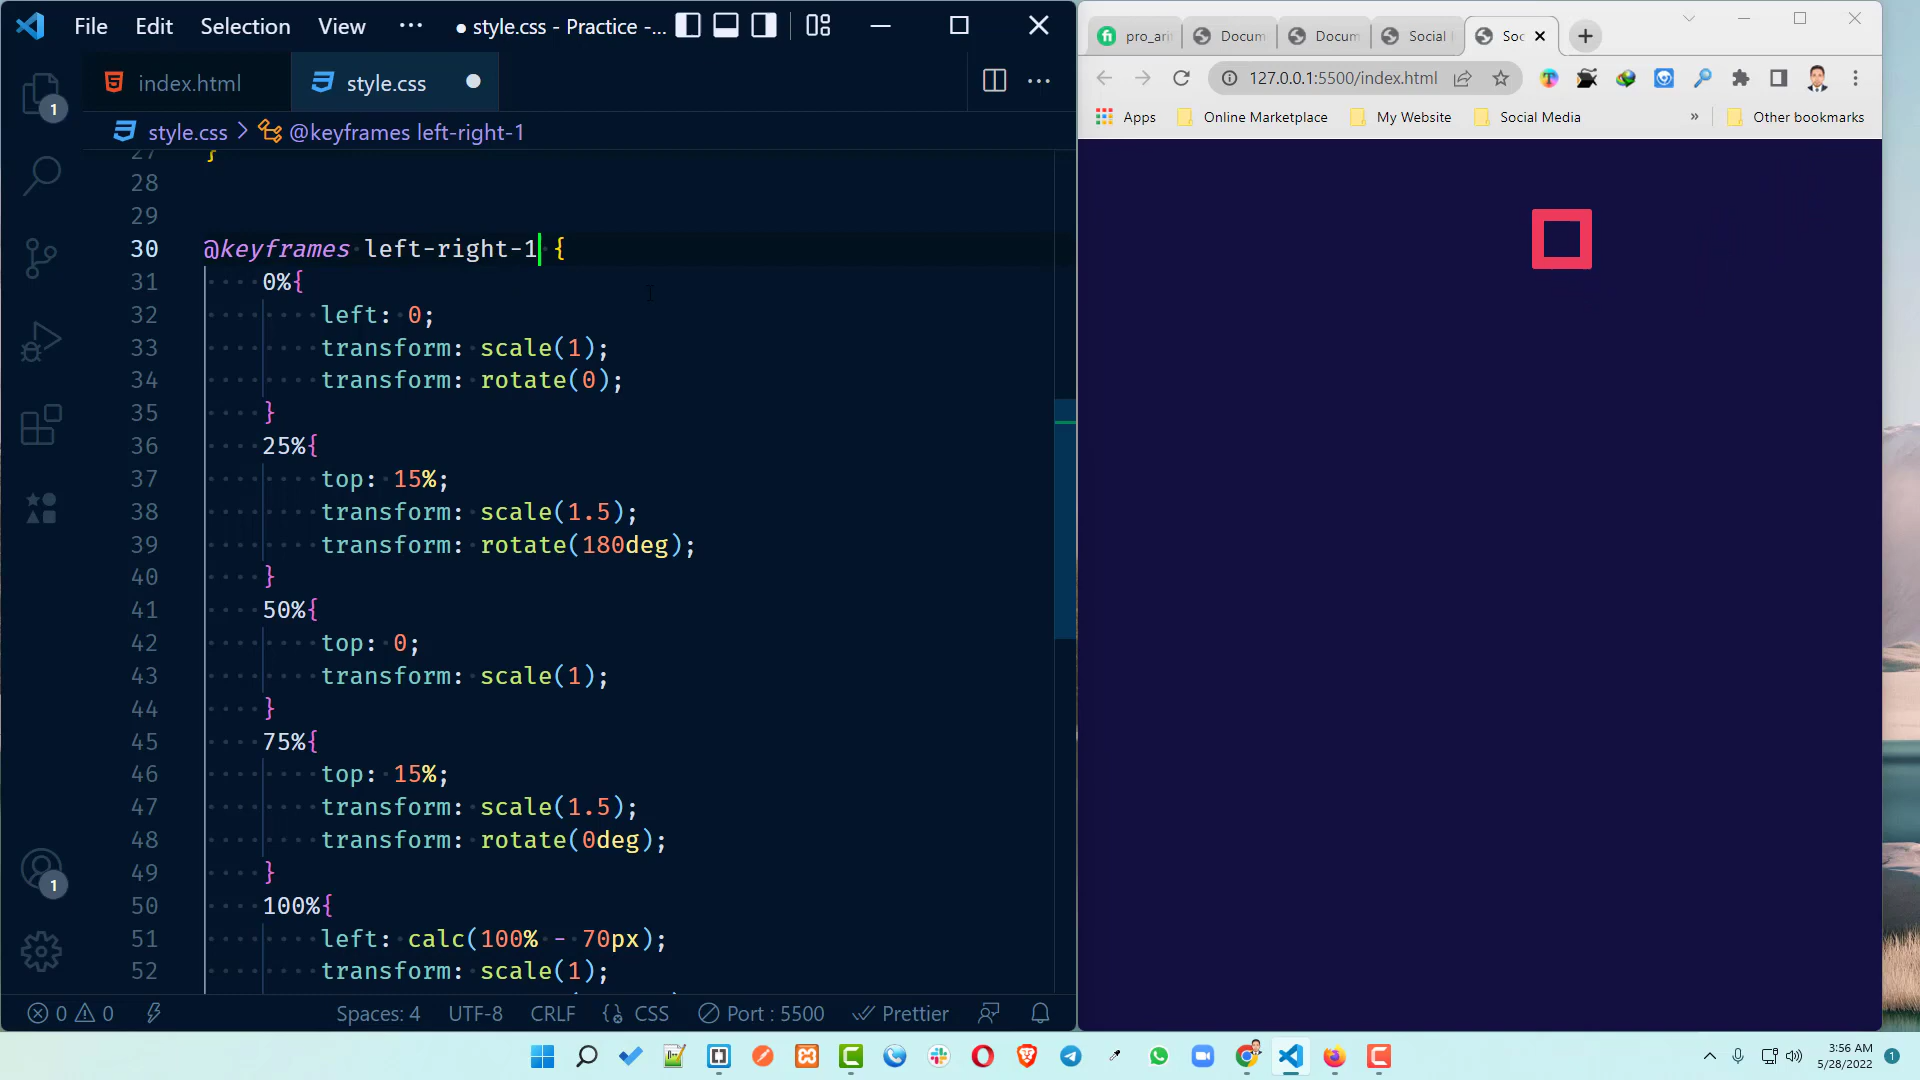 File Edit Selection View ··· ● style.css - Practice -...
index.html style.css
style.css > @keyframes left-right-1
27 }
28
29
30 @keyframes left-right-1 {
31 0%{
32 left: 0;
33 transform: scale(1);
34 transform: rotate(0);
35 }
36 25%{
37 top: 15%;
38 transform: scale(1.5);
39 transform: rotate(180deg);
40 }
41 50%{
42 top: 0;
43 transform: scale(1);
44 }
45 75%{
46 top: 15%;
47 transform: scale(1.5);
48 transform: rotate(0deg);
49 }
50 100%{
51 left: calc(100% - 70px);
52 transform: scale(1);
1
1
0 0 Spaces: 4 UTF-8 CRLF {} CSS Port : 5500 Prettier
pro_ari Docum Docum Social Soc
127.0.0.1:5500/index.html
Apps Online Marketplace My Website Social Media » Other bookmarks
3:56 AM
5/28/2022
1